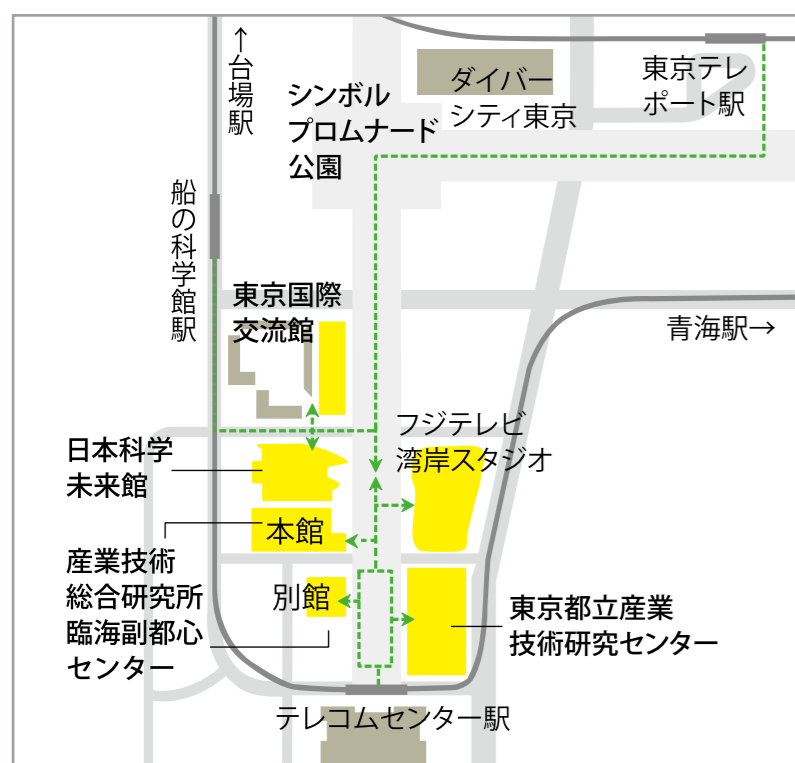 ↑台場駅
シンボル
プロムナード
公園
ダイバー
シティ東京
東京テレ
ポート駅
船の科学館駅
東京国際
交流館
青海駅→
フジテレビ
湾岸スタジオ
日本科学
未来館
本館
産業技術
総合研究所
臨海副都心
センター
別館
東京都立産業
技術研究センター
テレコムセンター駅